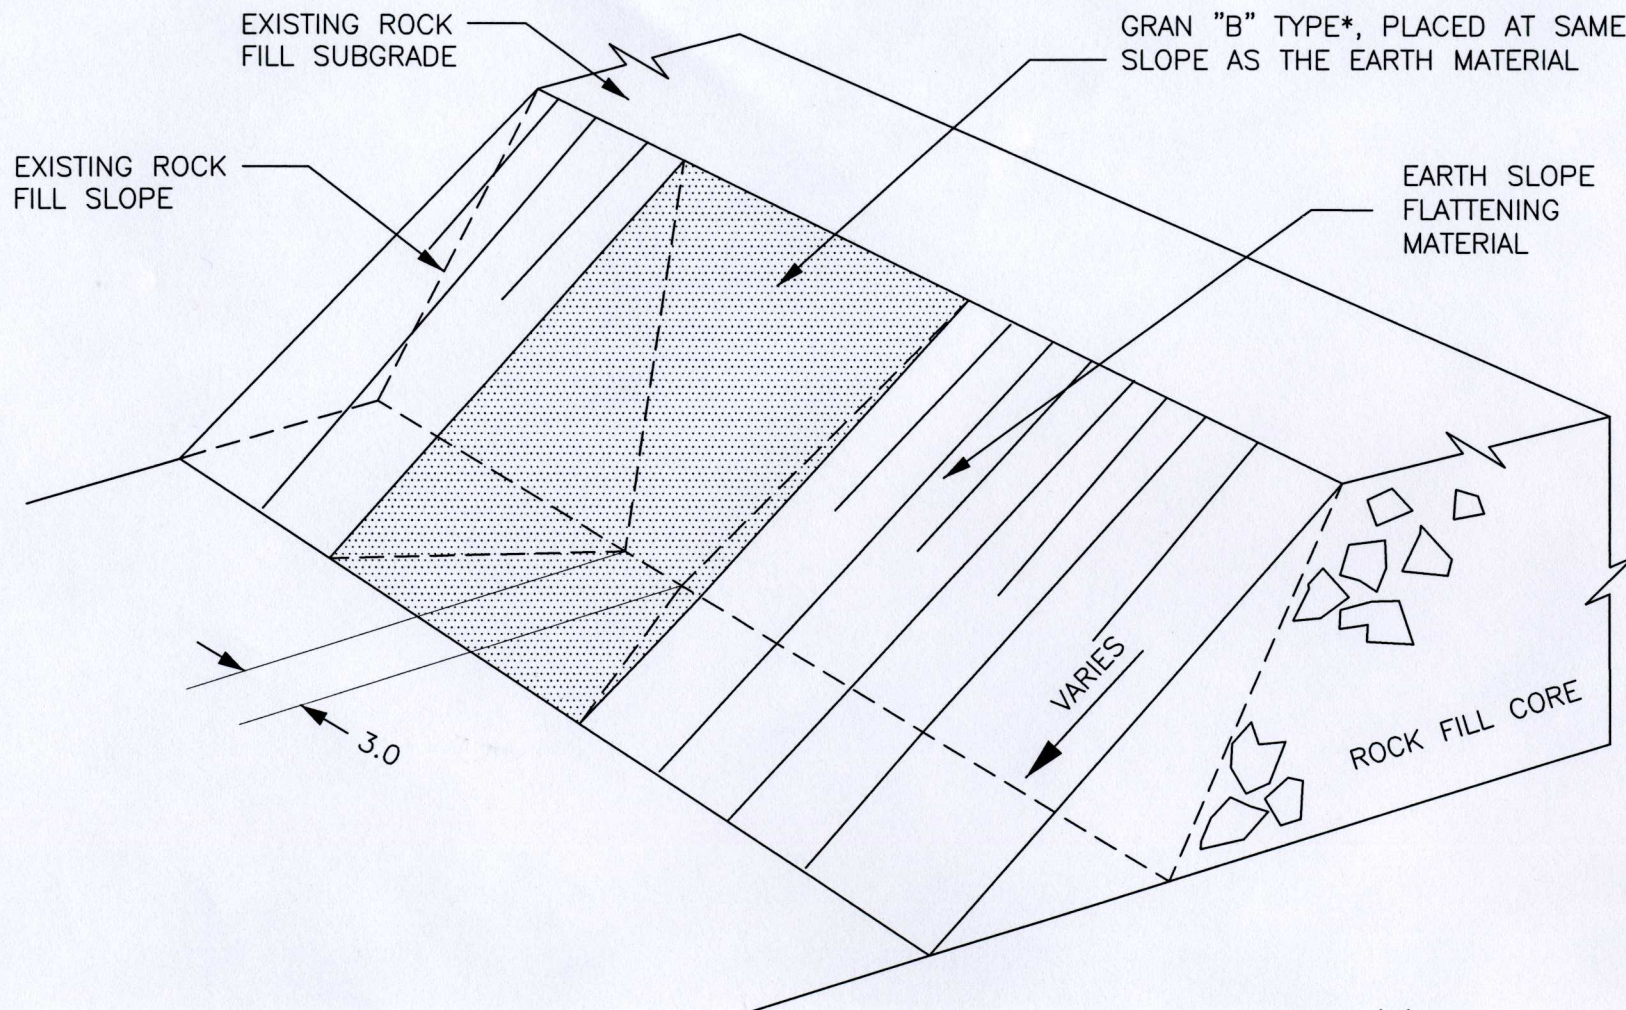 EXISTING ROCK
FILL SUBGRADE
GRAN "B" TYPE*, PLACED AT SAME
SLOPE AS THE EARTH MATERIAL
EXISTING ROCK
FILL SLOPE
EARTH SLOPE
FLATTENING
MATERIAL
VARIES
ROCK FILL CORE
3.0